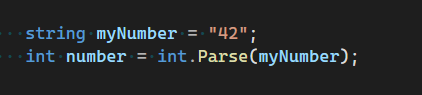 string myNumber = "42";
int number = int.Parse(myNumber);